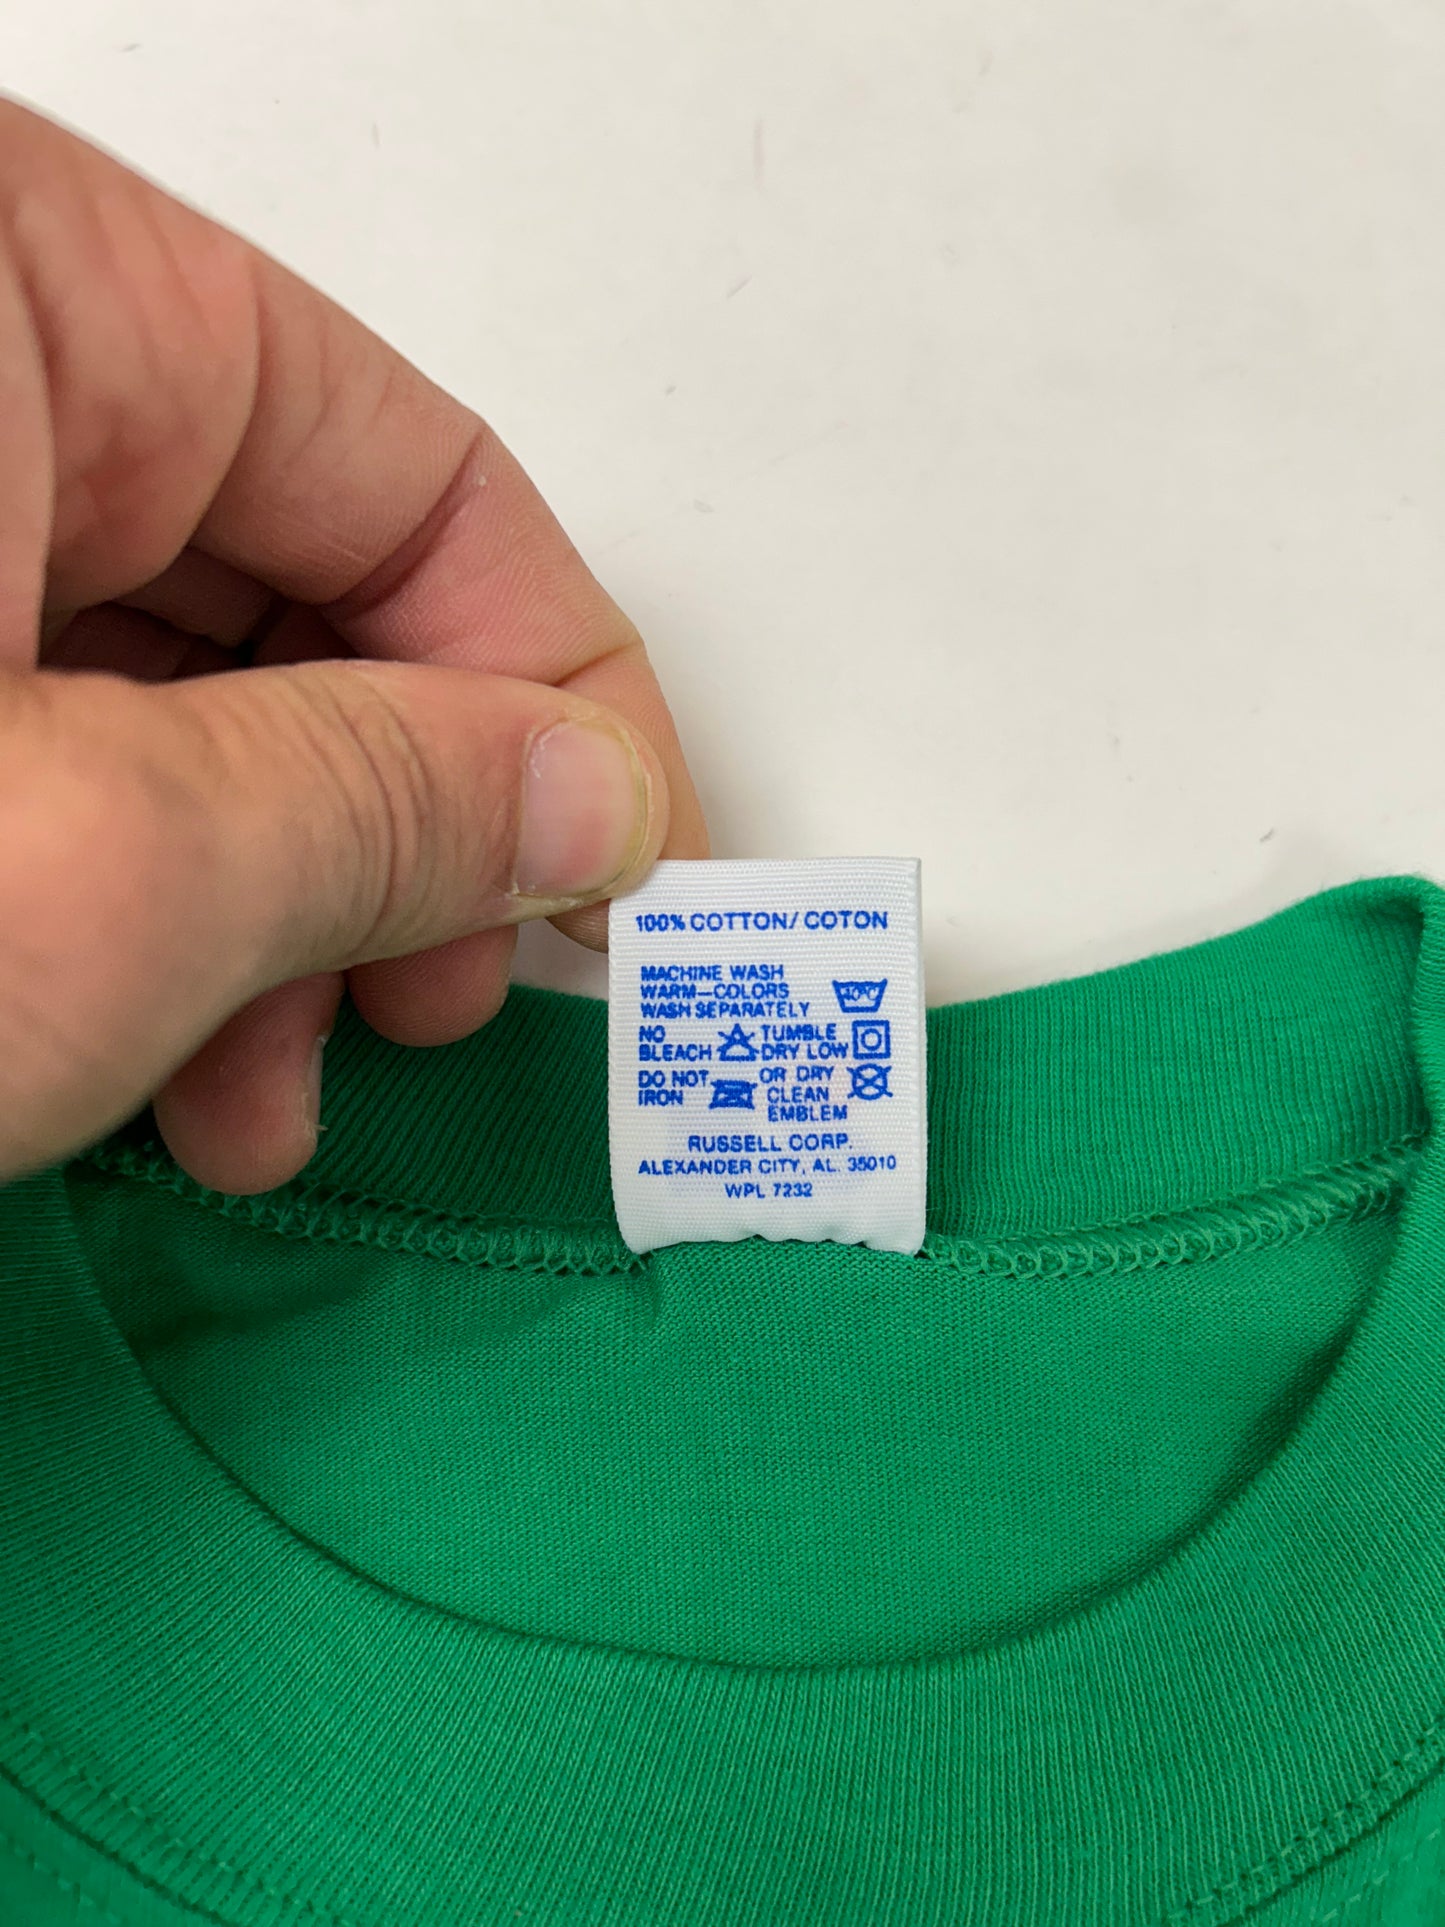 100% COTTON/ COTON
MACHINE WASH
WARM–COLORS
WASH SEPARATELY
40°C
NO
BLEACH
TUMBLE
DRY LOW
DO NOT
IRON
OR DRY
CLEAN
EMBLEM
RUSSELL CORP.
ALEXANDER CITY, AL. 35010
WPL 7232